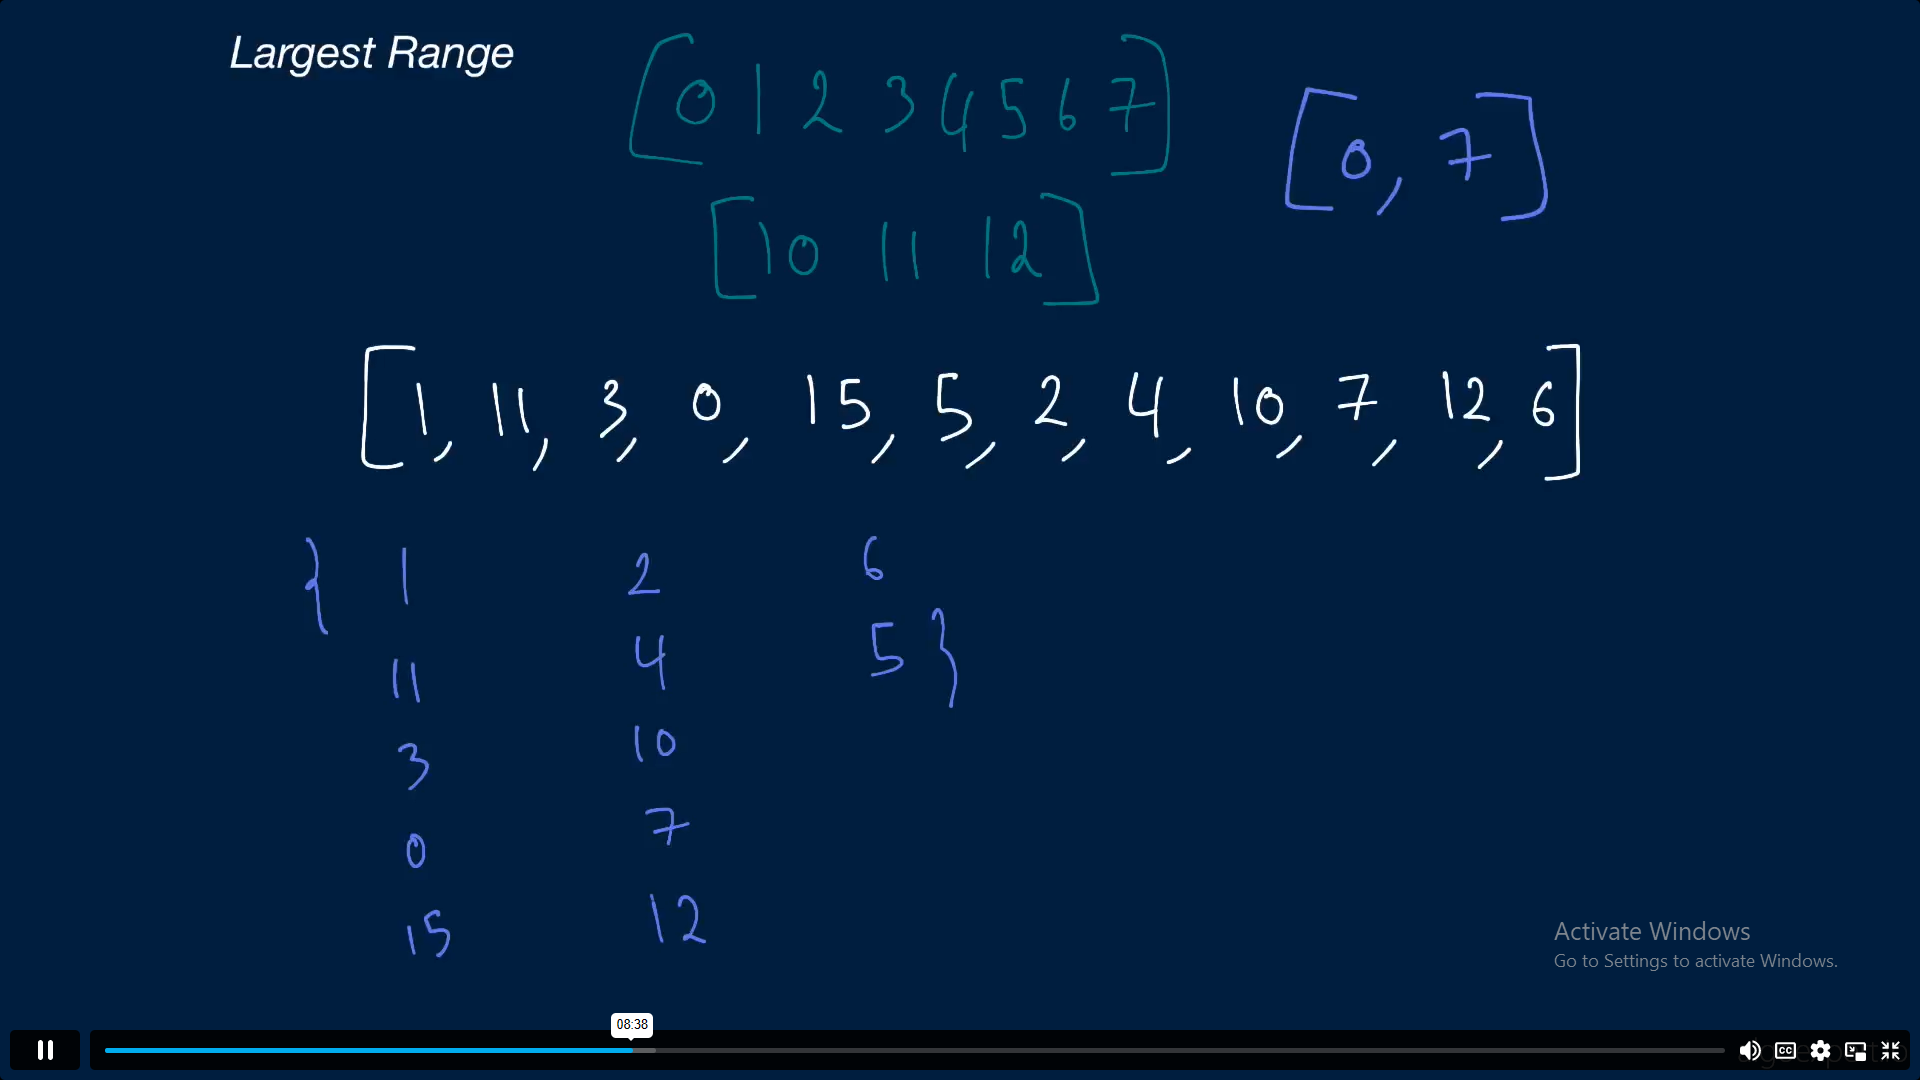 Largest Range
[0 1 2 3 4 5 6 7]
[0, 7]
[10 11 12]
[1, 11, 3, 0, 15, 5, 2, 4, 10, 7, 12, 6]
{ 1 2 6
11 4 5 }
3 10
0 7
15 12
Activate Windows
Go to Settings to activate Windows.
08:38
CC